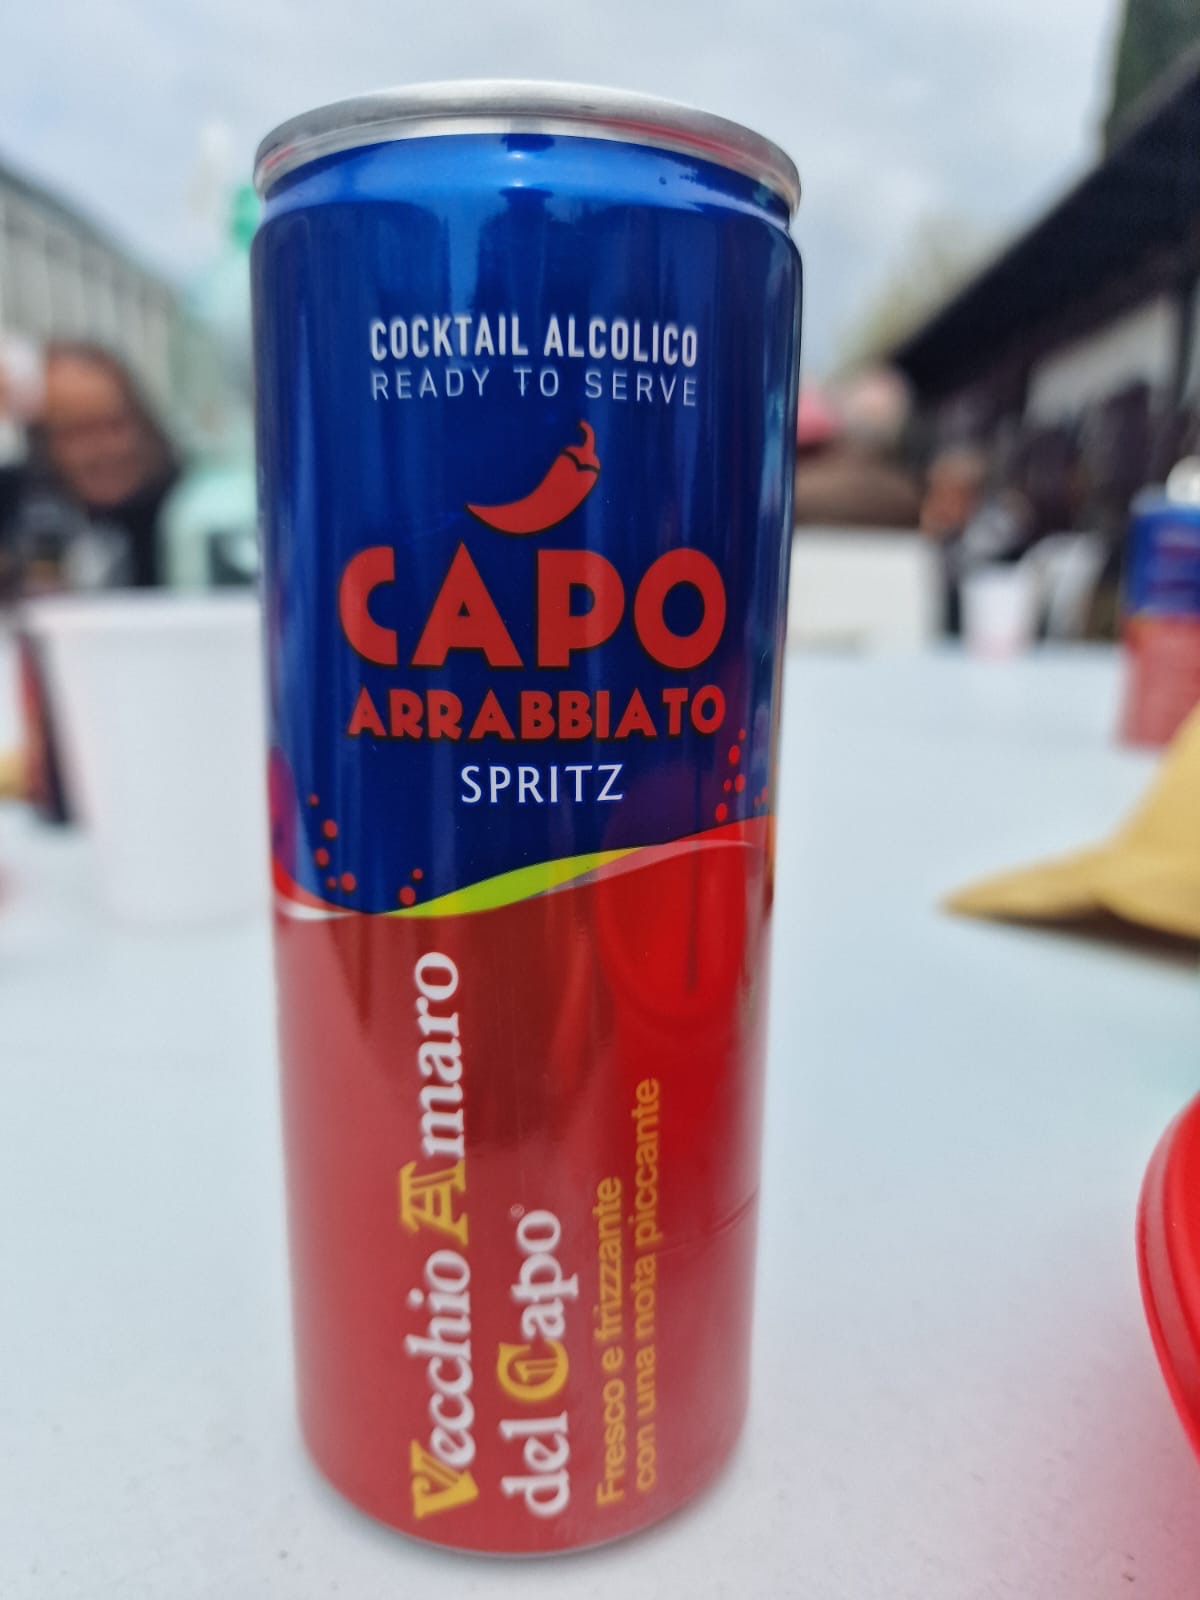 COCKTAIL ALCOLICO
READY TO SERVE
CAPO
ARRABBIATO
SPRITZ
Vecchio Amaro
del Capo®
Fresco e frizzante
con una nota piccante